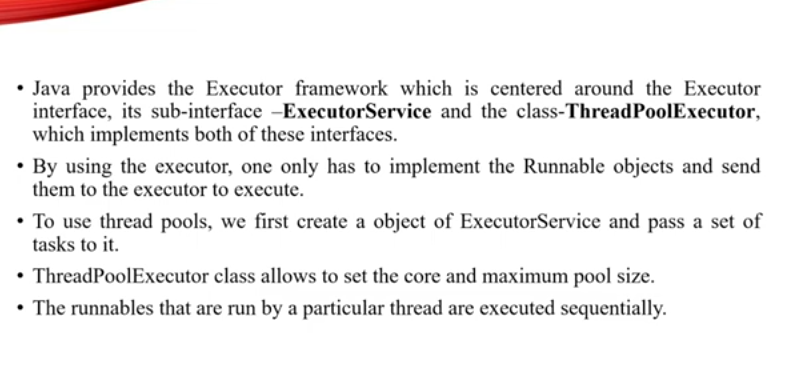 • Java provides the Executor framework which is centered around the Executor
interface, its sub-interface –ExecutorService and the class-ThreadPoolExecutor,
which implements both of these interfaces.
• By using the executor, one only has to implement the Runnable objects and send
them to the executor to execute.
• To use thread pools, we first create a object of ExecutorService and pass a set of
tasks to it.
• ThreadPoolExecutor class allows to set the core and maximum pool size.
• The runnables that are run by a particular thread are executed sequentially.